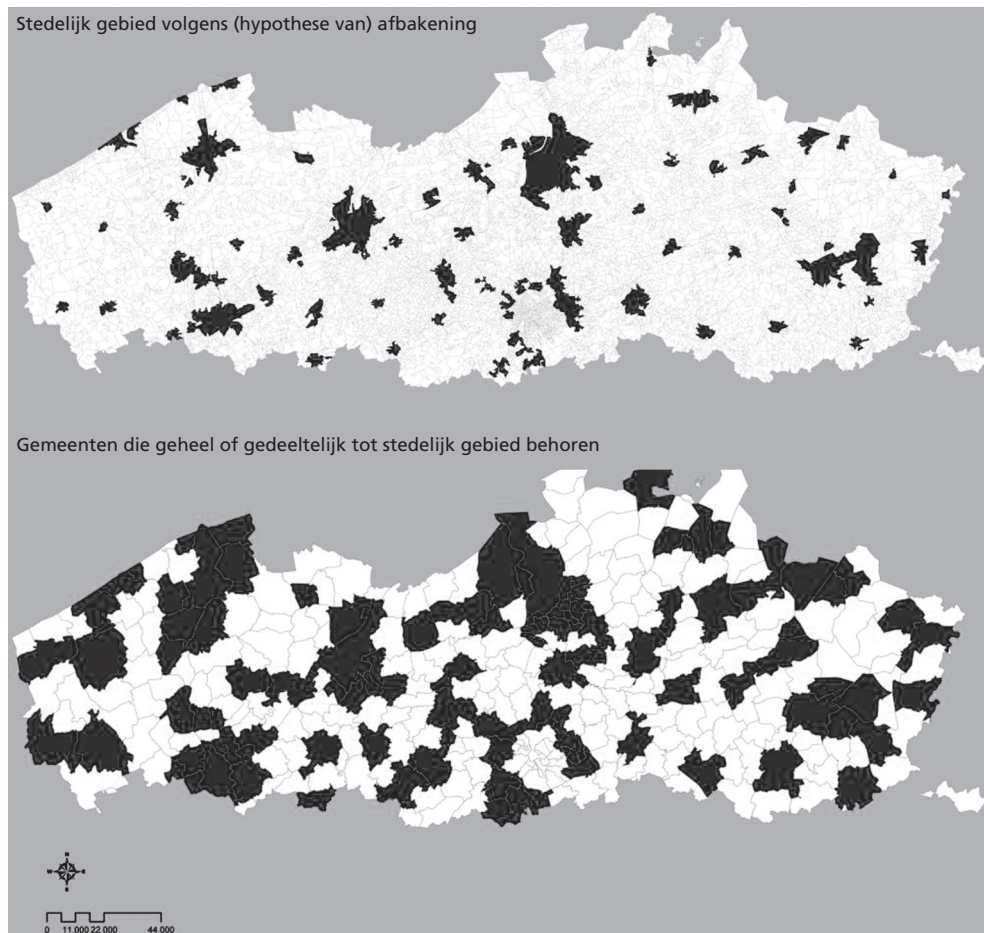 Stedelijk gebied volgens (hypothese van) afbakening
Gemeenten die geheel of gedeeltelijk tot stedelijk gebied behoren
N
W E
S
0 11.000 22.000 44.000